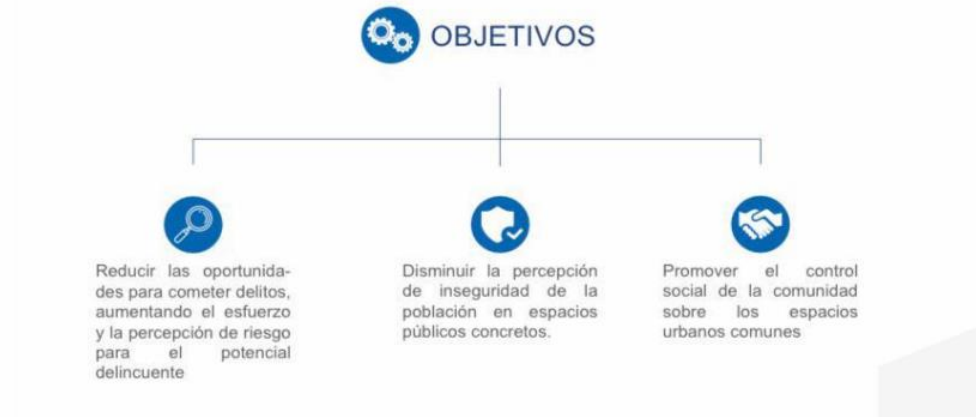 OBJETIVOS
Reducir las oportunida-
des para cometer delitos,
aumentando el esfuerzo
y la percepción de riesgo
para el potencial
delincuente
Disminuir la percepción
de inseguridad de la
población en espacios
públicos concretos.
Promover el control
social de la comunidad
sobre los espacios
urbanos comunes